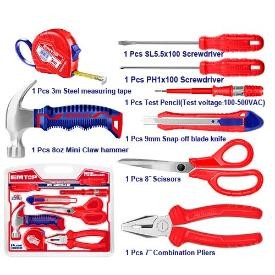 1 Pcs SL5.5x100 Screwdriver
1 Pcs PH1x100 Screwdriver
1 Pcs 3m Steel measuring tape
1 Pcs Test Pencil(Test voltage 100-500VAC)
1 Pcs 9mm Snap off blade knife
1 Pcs 8oz Mini Claw hammer
1 Pcs 8" Scissors
EMTOP
1 Pcs 7" Combination Pliers